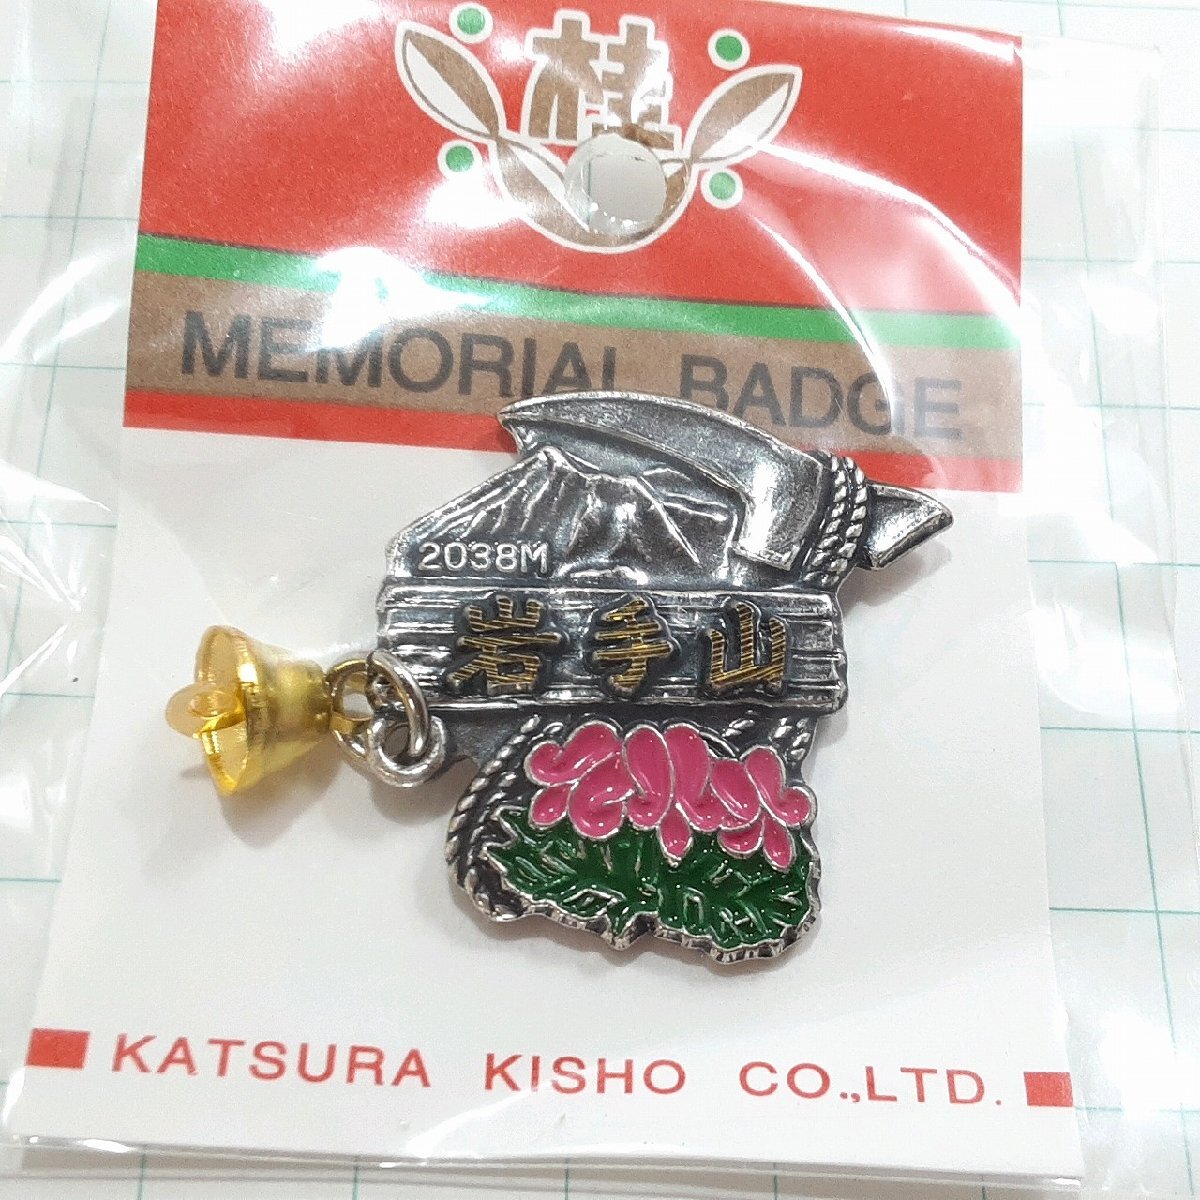 桂
MEMORIAL BADGE
2038M
岩手山
KATSURA KISHO CO.,LTD.